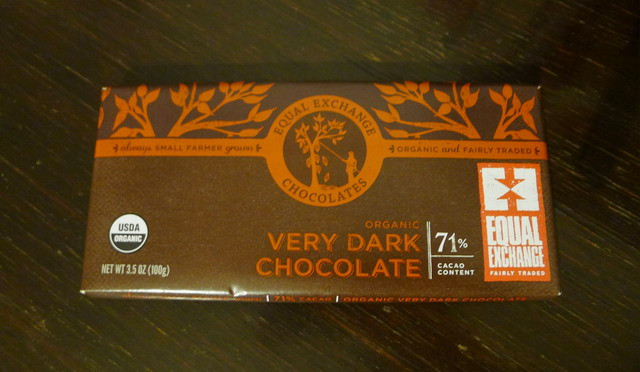 EQUAL EXCHANGE
CHOCOLATES
always SMALL FARMER grown
ORGANIC and FAIRLY TRADED
USDA
ORGANIC
NET WT 3.5 OZ (100g)
ORGANIC
VERY DARK
CHOCOLATE
71%
CACAO
CONTENT
EQUAL
EXCHANGE
FAIRLY TRADED
71% CACAO | ORGANIC VERY DARK CHOCOLATE